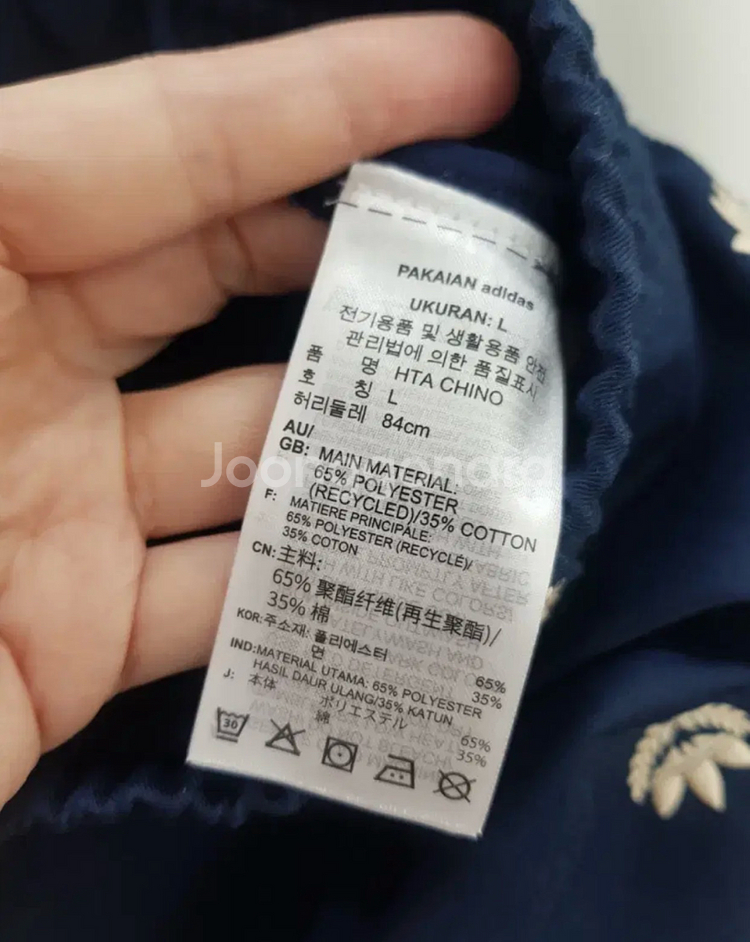 PAKAIAN adidas
UKURAN: L
전기용품 및 생활용품 안전
관리법에 의한 품질표시
품 명 HTA CHINO
호 칭 L
허리둘레 84cm
AU/
GB: MAIN MATERIAL:
65% POLYESTER
(RECYCLED)/35% COTTON
F: MATIERE PRINCIPALE:
65% POLYESTER (RECYCLÉ)/
35% COTON
CN: 主料:
65% 聚酯纤维(再生聚酯)/
35% 棉
KOR: 주소재: 폴리에스터 65%
면 35%
IND: MATERIAL UTAMA: 65% POLYESTER
HASIL DAUR ULANG/35% KATUN
J: 本体 ポリエステル 65%
綿 35%
30